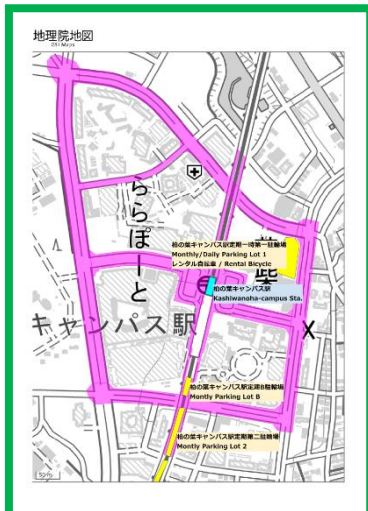 地理院地図
GSI Maps
ららぽーと
柏の葉キャンパス駅定期一時第一駐輪場
Monthly/Daily Parking Lot 1
レンタル自転車 / Rental Bicycle
柏の葉キャンパス駅
Kashiwanoha-campus Sta.
キャンパス駅
X
柏の葉キャンパス駅定期B駐輪場
Montly Parking Lot B
柏の葉キャンパス駅定期第二駐輪場
Montly Parking Lot 2
50 m